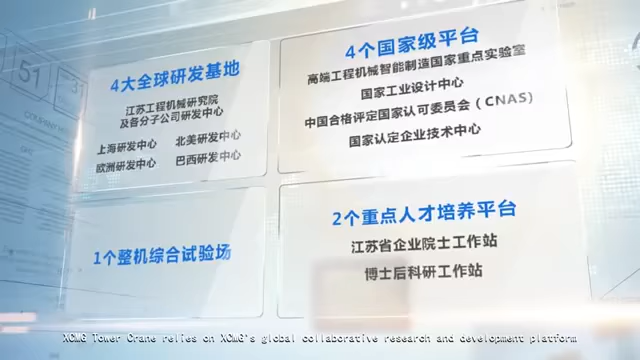 4大全球研发基地
江苏工程机械研究院
及各分子公司研发中心
上海研发中心 北美研发中心
欧洲研发中心 巴西研发中心
4个国家级平台
高端工程机械智能制造国家重点实验室
国家工业设计中心
中国合格评定国家认可委员会（CNAS）
国家认定企业技术中心
1个整机综合试验场
2个重点人才培养平台
江苏省企业院士工作站
博士后科研工作站
51
31
XCMG Tower Crane relies on XCMG's global collaborative research and development platform